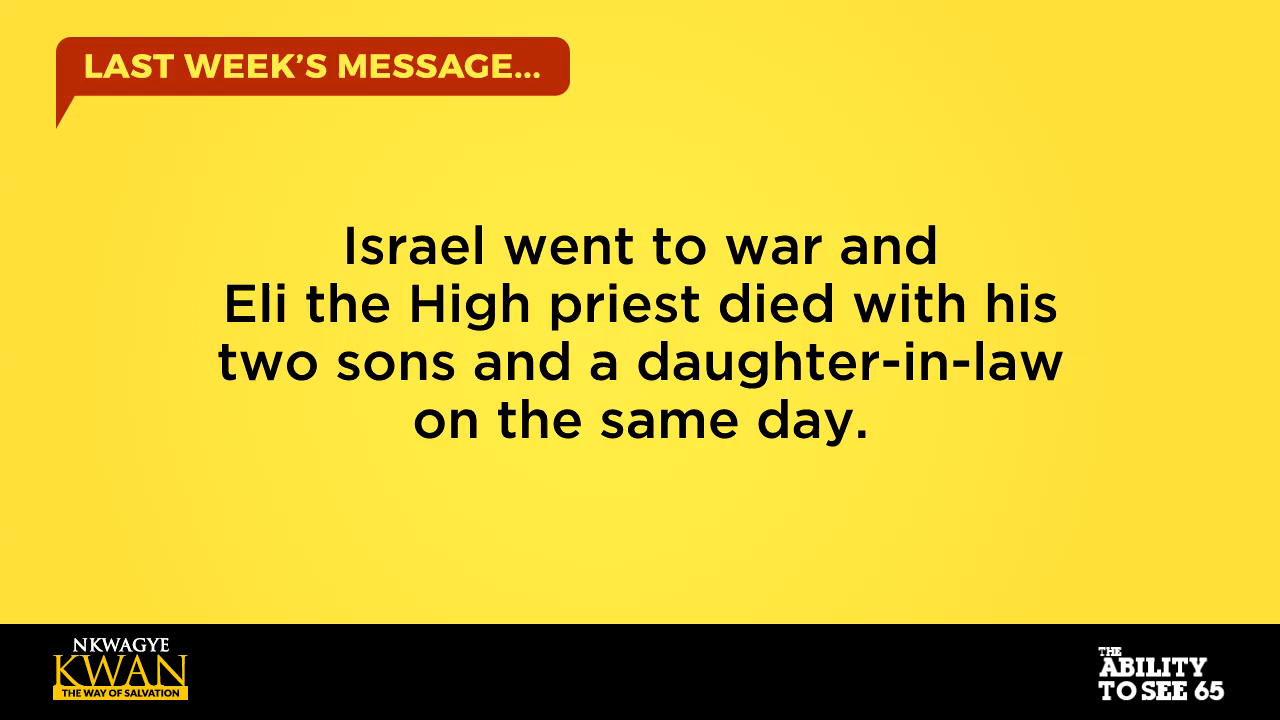 LAST WEEK'S MESSAGE...
Israel went to war and
Eli the High priest died with his
two sons and a daughter-in-law
on the same day.
NKWAGYE
KWAN
THE WAY OF SALVATION
THE
ABILITY
TO SEE 65